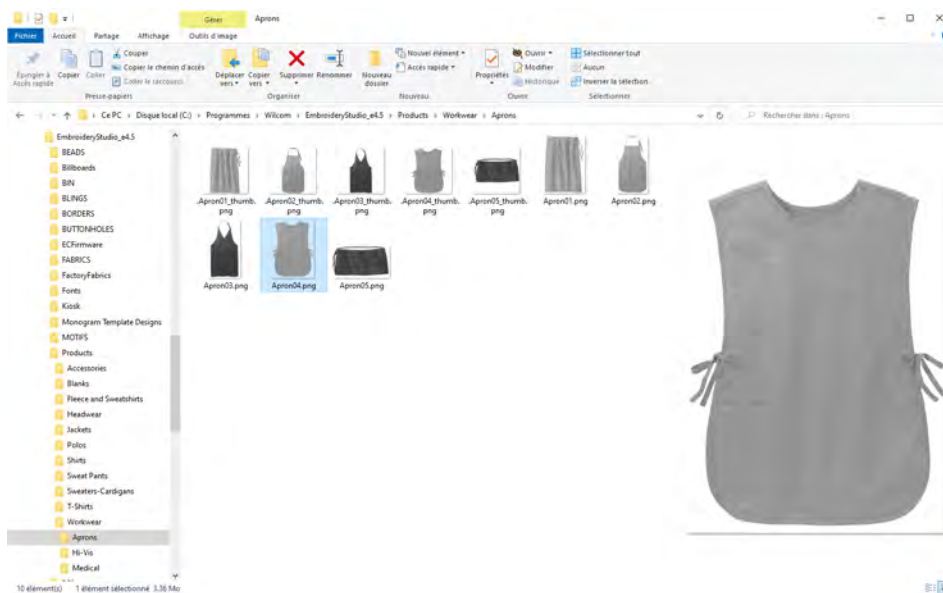 Gérer Aprons
Fichier Accueil Partage Affichage Outils d'image
Épingler à Accès rapide
Copier
Coller
Couper
Copier le chemin d'accès
Coller le raccourci
Presse-papiers
Déplacer vers
Copier vers
Supprimer
Renommer
Organiser
Nouveau dossier
Nouvel élément
Accès rapide
Nouveau
Propriétés
Ouvrir
Modifier
Historique
Ouvrir
Sélectionner tout
Aucun
Inverser la sélection
Sélectionner
Ce PC > Disque local (C:) > Programmes > Wilcom > EmbroideryStudio_e4.5 > Products > Workwear > Aprons
Rechercher dans : Aprons
EmbroideryStudio_e4.5
BEADS
Billboards
BIN
BLINGS
BORDERS
BUTTONHOLES
ECFirmware
FABRICS
FactoryFabrics
Fonts
Kiosk
Monogram Template Designs
MOTIFS
Products
Accessories
Blanks
Fleece and Sweatshirts
Headwear
Jackets
Polos
Shirts
Sweat Pants
Sweaters-Cardigans
T-Shirts
Workwear
Aprons
Hi-Vis
Medical
.Apron01_thumb.png
.Apron02_thumb.png
.Apron03_thumb.png
.Apron04_thumb.png
.Apron05_thumb.png
Apron01.png
Apron02.png
Apron03.png
Apron04.png
Apron05.png
10 élément(s) 1 élément sélectionné 3,36 Mo